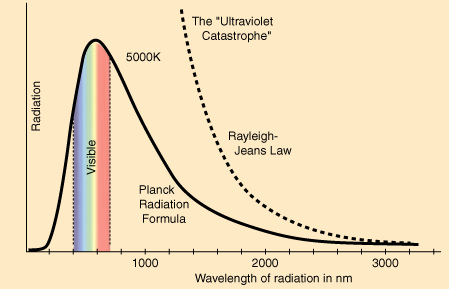 The "Ultraviolet
Catastrophe"
5000K
Radiation
Visible
Rayleigh-
Jeans Law
Planck
Radiation
Formula
1000
2000
3000
Wavelength of radiation in nm